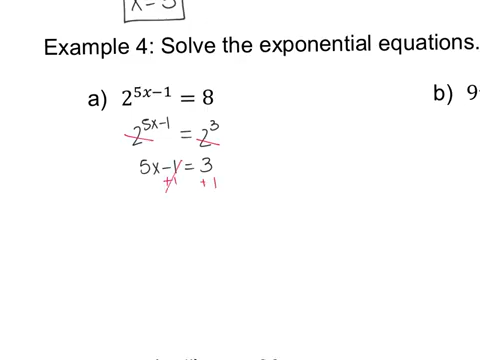 Example 4: Solve the exponential equations.
a) 2^{5x−1} = 8
b) 9
2^{5x-1} = 2^3
5x-1 = 3
+1 +1